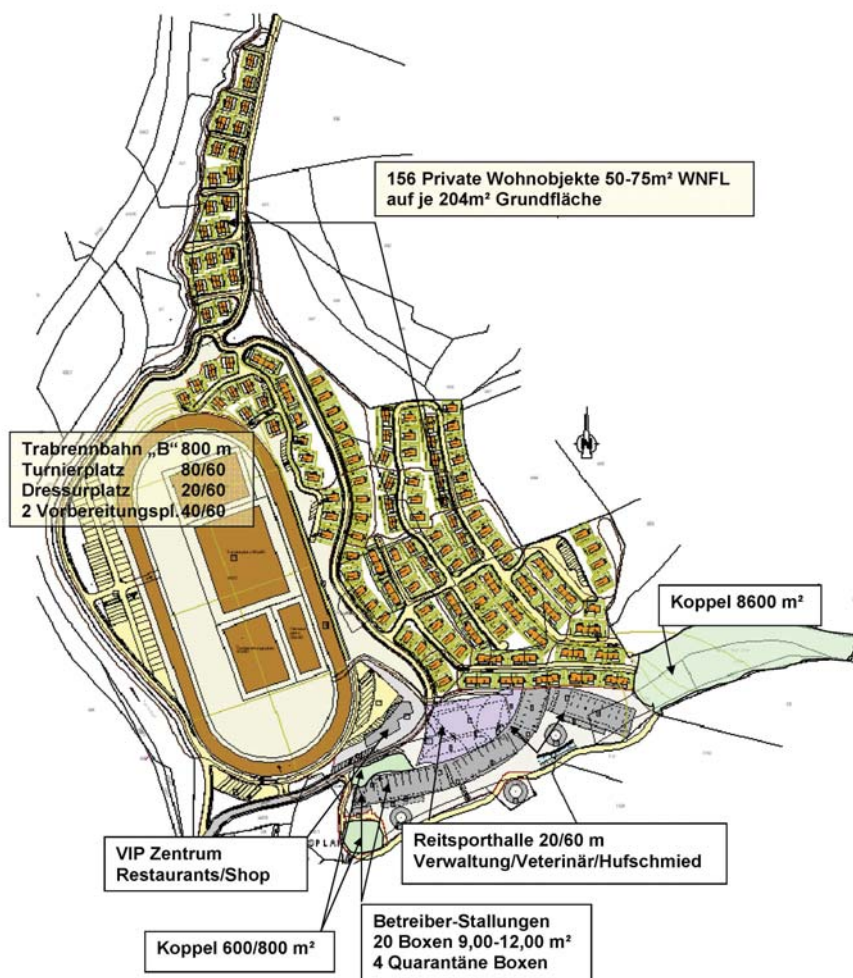 156 Private Wohnobjekte 50-75m² WNFL
auf je 204m² Grundfläche
N
Trabrennbahn „B“ 800 m
Turnierplatz 80/60
Dressurplatz 20/60
2 Vorbereitungspl. 40/60
Koppel 8600 m²
VIP Zentrum
Restaurants/Shop
Reitsporthalle 20/60 m
Verwaltung/Veterinär/Hufschmied
Koppel 600/800 m²
Betreiber-Stallungen
20 Boxen 9,00-12,00 m²
4 Quarantäne Boxen